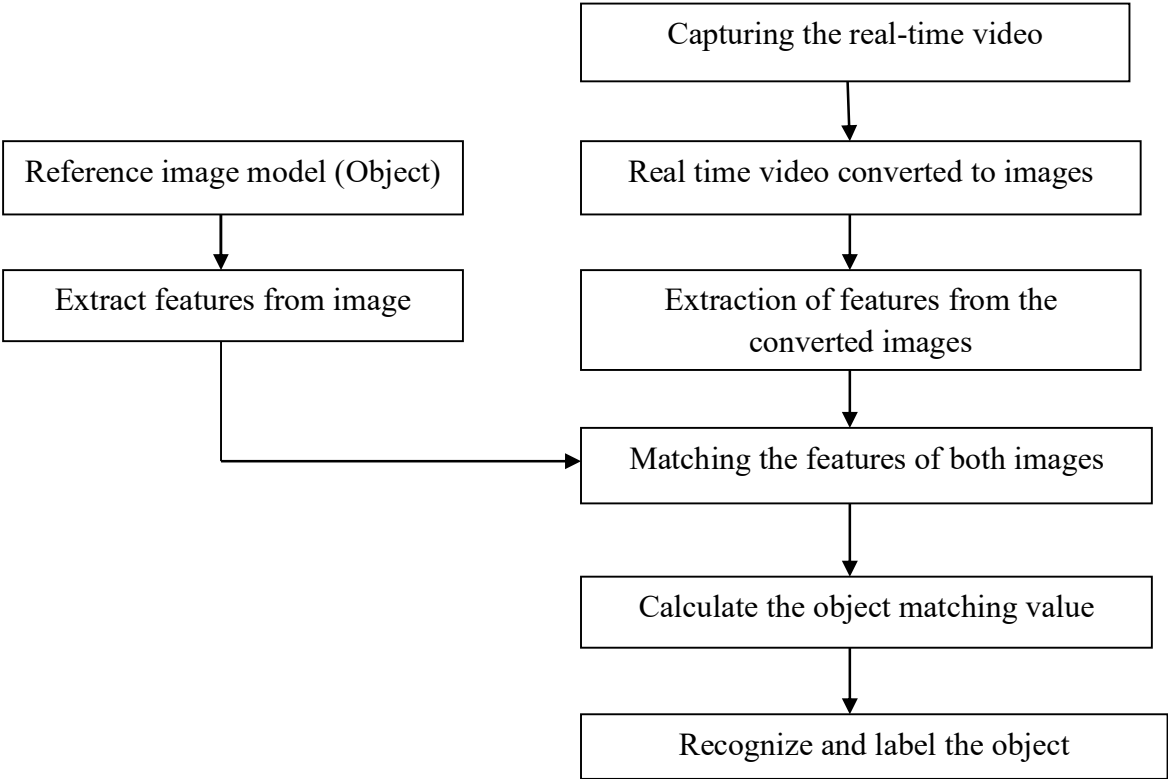 Capturing the real-time video
Reference image model (Object)
Real time video converted to images
Extract features from image
Extraction of features from the
converted images
Matching the features of both images
Calculate the object matching value
Recognize and label the object